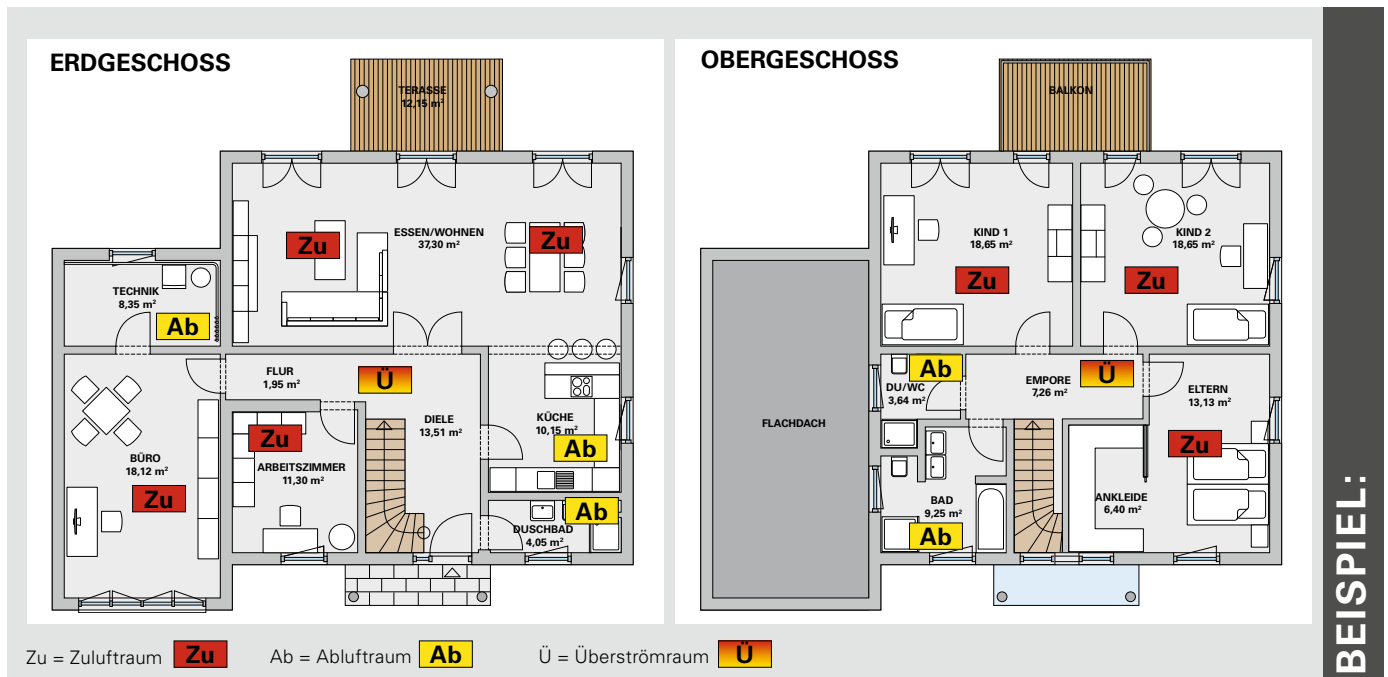 ERDGESCHOSS
TERASSE
12,15 m²
Zu
ESSEN/WOHNEN
37,30 m²
Zu
TECHNIK
8,35 m²
Ab
FLUR
1,95 m²
Ü
DIELE
13,51 m²
KÜCHE
10,15 m²
Ab
Zu
ARBEITSZIMMER
11,30 m²
BÜRO
18,12 m²
Zu
Ab
DUSCHBAD
4,05 m²
OBERGESCHOSS
BALKON
KIND 1
18,65 m²
Zu
KIND 2
18,65 m²
Zu
Ab
DU/WC
3,64 m²
EMPORE
7,26 m²
Ü
ELTERN
13,13 m²
Zu
FLACHDACH
BAD
9,25 m²
Ab
ANKLEIDE
6,40 m²
Zu = Zuluftraum Zu
Ab = Abluftraum Ab
Ü = Überströmraum Ü
BEISPIEL: